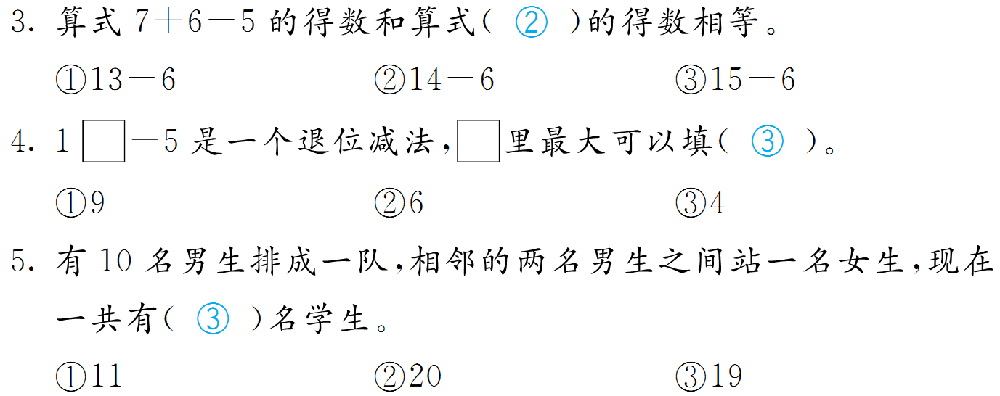 3. 算式 7＋6－5 的得数和算式( ② )的得数相等。
①13－6 ②14－6 ③15－6
4. 1□－5 是一个退位减法,□里最大可以填( ③ )。
①9 ②6 ③4
5. 有 10 名男生排成一队,相邻的两名男生之间站一名女生,现在
一共有( ③ )名学生。
①11 ②20 ③19